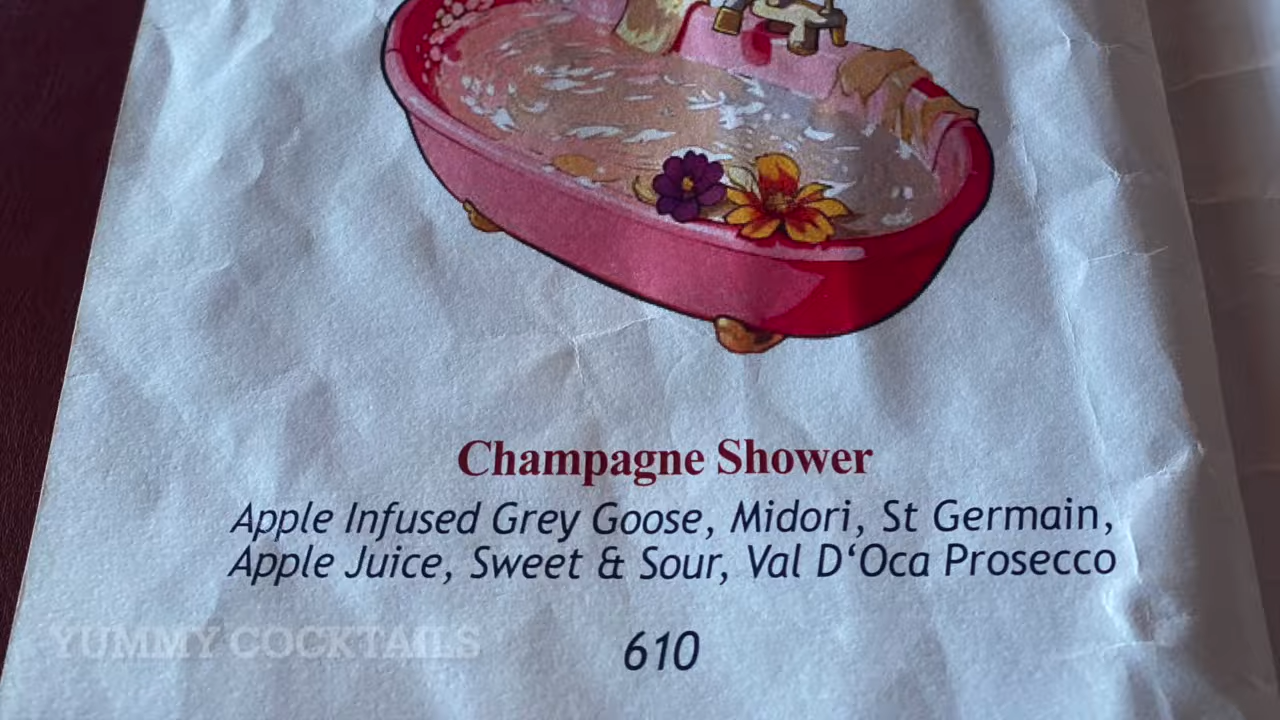 Champagne Shower
Apple Infused Grey Goose, Midori, St Germain,
Apple Juice, Sweet & Sour, Val D‘Oca Prosecco
YUMMY COCKTAILS
610